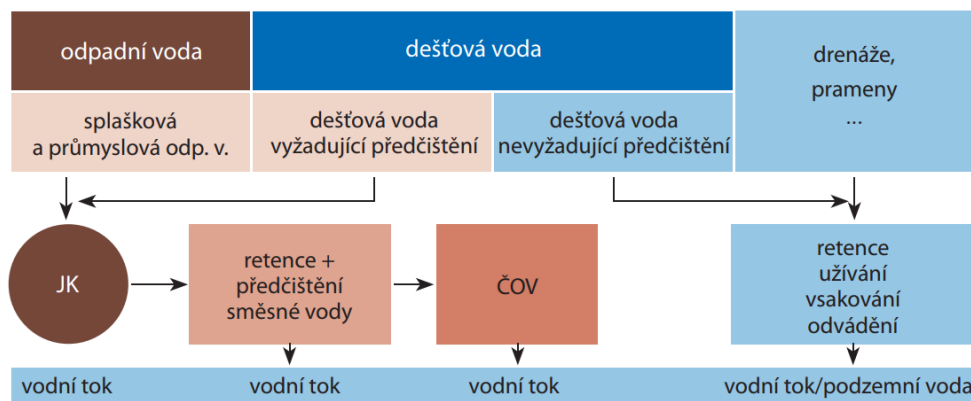 odpadní voda
dešťová voda
drenáže,
prameny
...
splašková
a průmyslová odp. v.
dešťová voda
vyžadující předčištění
dešťová voda
nevyžadující předčištění
JK
retence +
předčištění
směsné vody
ČOV
retence
užívání
vsakování
odvádění
vodní tok
vodní tok
vodní tok
vodní tok/podzemní voda